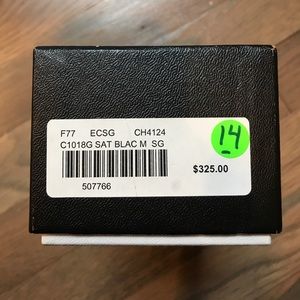 F77 ECSG CH4124
C1018G SAT BLAC M SG
507766
$325.00
14